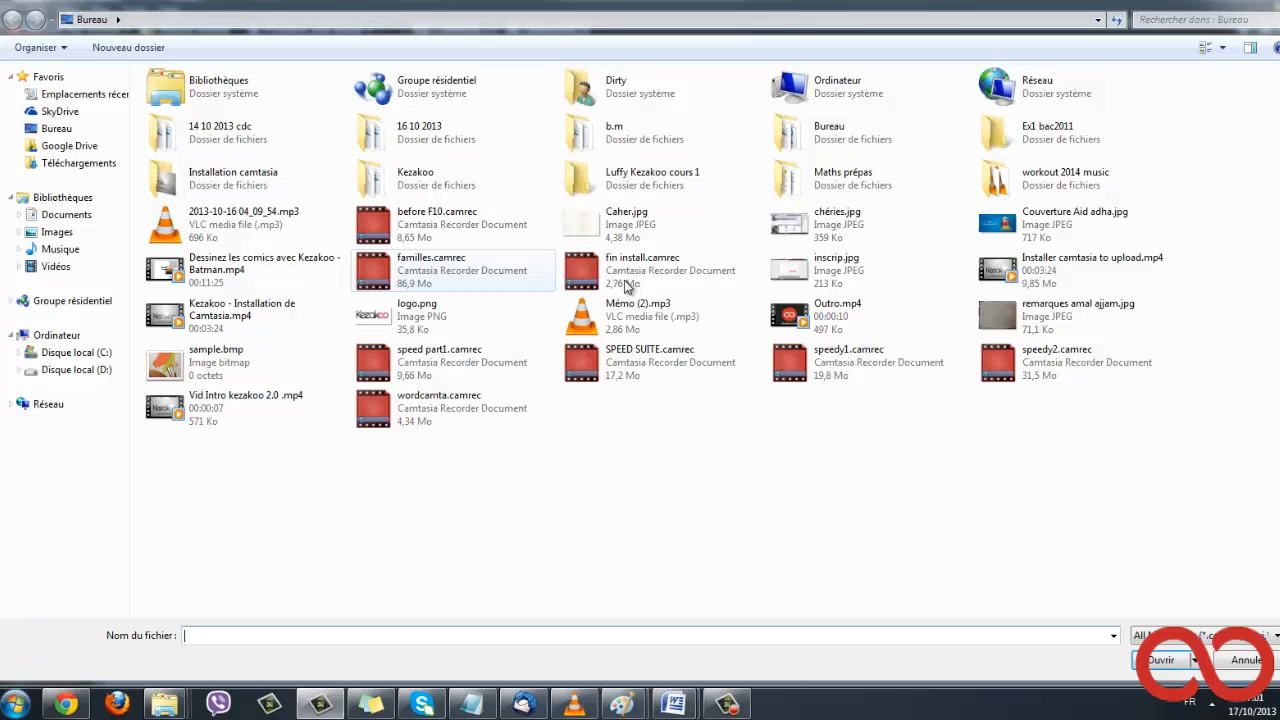 Bureau
Rechercher dans : Bureau
Organiser
Nouveau dossier
Favoris
Emplacements récer
SkyDrive
Bureau
Google Drive
Téléchargements
Bibliothèques
Documents
Images
Musique
Vidéos
Groupe résidentiel
Ordinateur
Disque local (C:)
Disque local (D:)
Réseau
Bibliothèques
Dossier système
Groupe résidentiel
Dossier système
Dirty
Dossier système
Ordinateur
Dossier système
Réseau
Dossier système
14 10 2013 cdc
Dossier de fichiers
16 10 2013
Dossier de fichiers
b.m
Dossier de fichiers
Bureau
Dossier de fichiers
Ex1 bac2011
Dossier de fichiers
Installation camtasia
Dossier de fichiers
Kezakoo
Dossier de fichiers
Luffy Kezakoo cours 1
Dossier de fichiers
Maths prépas
Dossier de fichiers
workout 2014 music
Dossier de fichiers
2013-10-16 04_09_54.mp3
VLC media file (.mp3)
696 Ko
before F10.camrec
Camtasia Recorder Document
8,65 Mo
Caher.jpg
Image JPEG
4,38 Mo
chéries.jpg
Image JPEG
359 Ko
Couverture Aid adha.jpg
Image JPEG
717 Ko
Dessinez les comics avec Kezakoo -
Batman.mp4
00:11:25
familles.camrec
Camtasia Recorder Document
86,9 Mo
fin install.camrec
Camtasia Recorder Document
2,76 Mo
inscrip.jpg
Image JPEG
213 Ko
Installer camtasia to upload.mp4
00:03:24
9,85 Mo
Kezakoo - Installation de
Camtasia.mp4
00:03:24
Kezakoo
logo.png
Image PNG
35,8 Ko
Mémo (2).mp3
VLC media file (.mp3)
2,86 Mo
Outro.mp4
00:00:10
497 Ko
remarques amal ajjam.jpg
Image JPEG
71,1 Ko
sample.bmp
Image bitmap
0 octets
speed part1.camrec
Camtasia Recorder Document
9,66 Mo
SPEED SUITE.camrec
Camtasia Recorder Document
17,2 Mo
speedy1.camrec
Camtasia Recorder Document
19,8 Mo
speedy2.camrec
Camtasia Recorder Document
31,5 Mo
Vid Intro kezakoo 2.0 .mp4
00:00:07
571 Ko
wordcamta.camrec
Camtasia Recorder Document
4,34 Mo
Nom du fichier :
All
(*.c
Ouvrir
Annule
FR
:01
17/10/2013